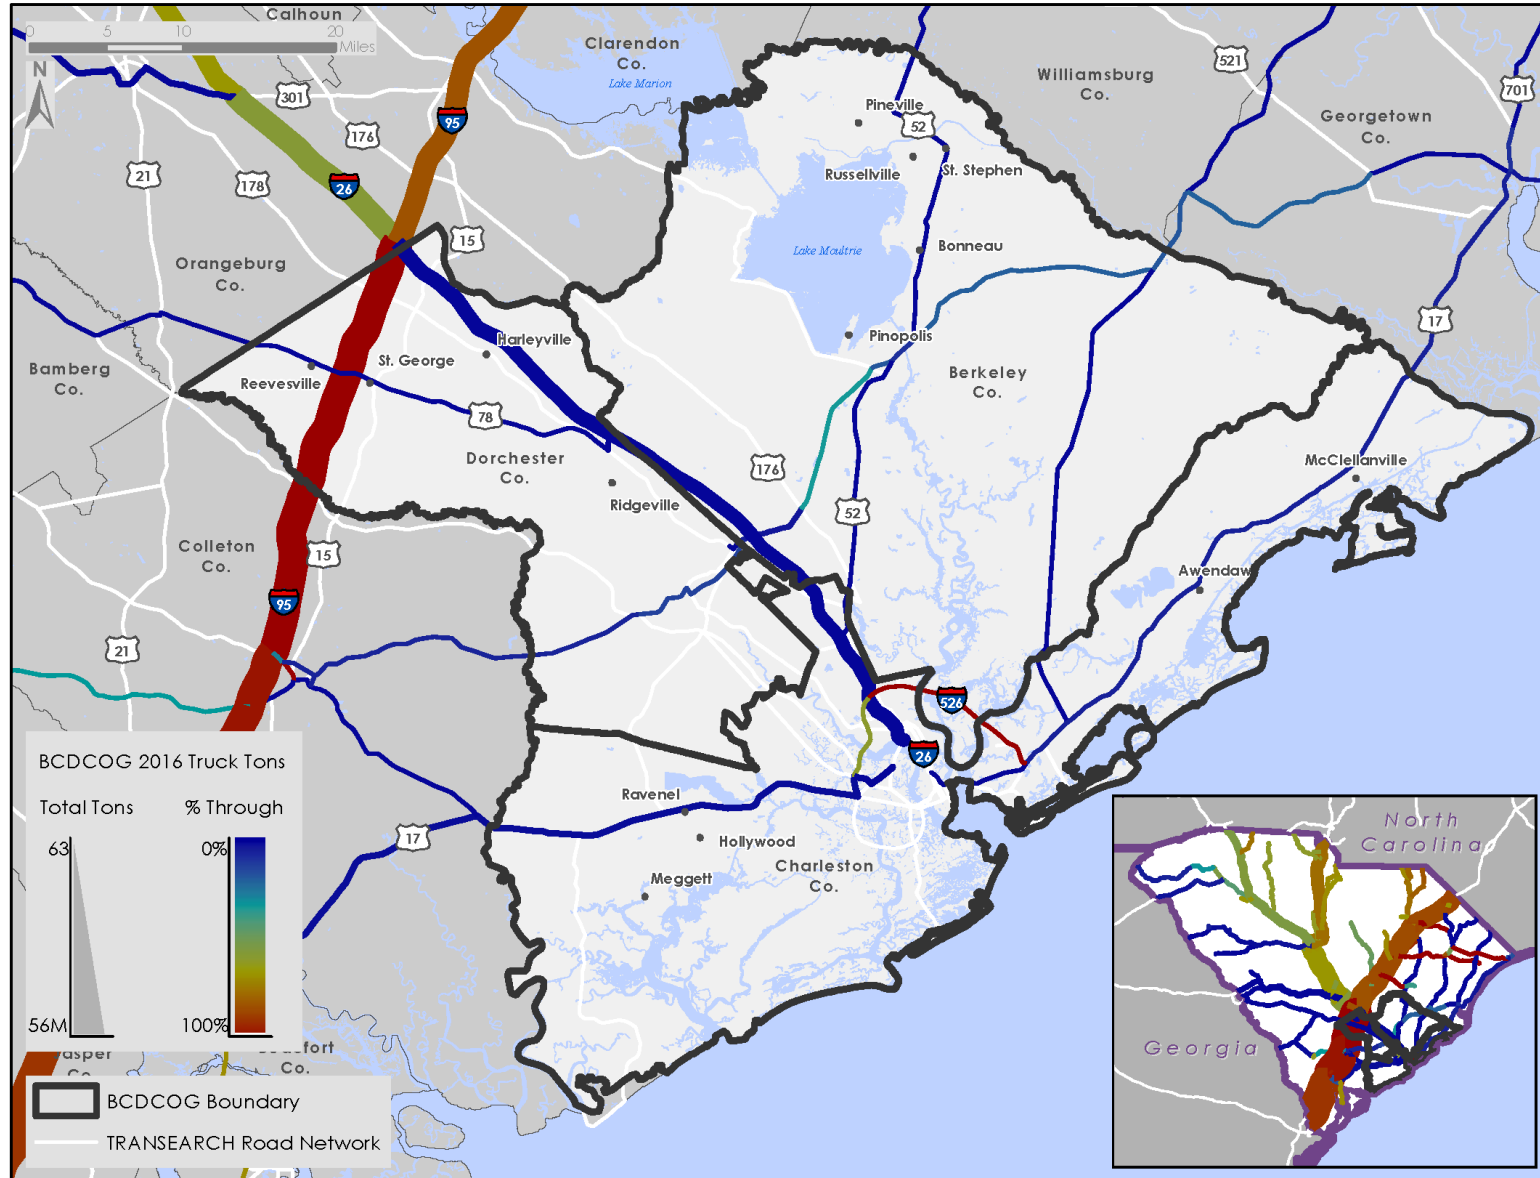 Calhoun
0 5 10 20
Miles
N
Clarendon
Co.
Lake Marion
Williamsburg
Co.
521
701
Georgetown
Co.
301
95
176
Pineville
52
21
178
26
Russellville
St. Stephen
15
Lake Moultrie
Bonneau
Orangeburg
Co.
17
Harleyville
Pinopolis
Bamberg
Co.
St. George
Reevesville
Berkeley
Co.
78
Dorchester
Co.
176
McClellanville
Ridgeville
52
Colleton
Co.
15
Awendaw
95
21
526
26
BCDCOG 2016 Truck Tons
Total Tons % Through
63 0%
56M 100%
Ravenel
17
Hollywood
Charleston
Co.
Meggett
North
Carolina
Georgia
asper
Co.
Co.
BCDCOG Boundary
TRANSEARCH Road Network